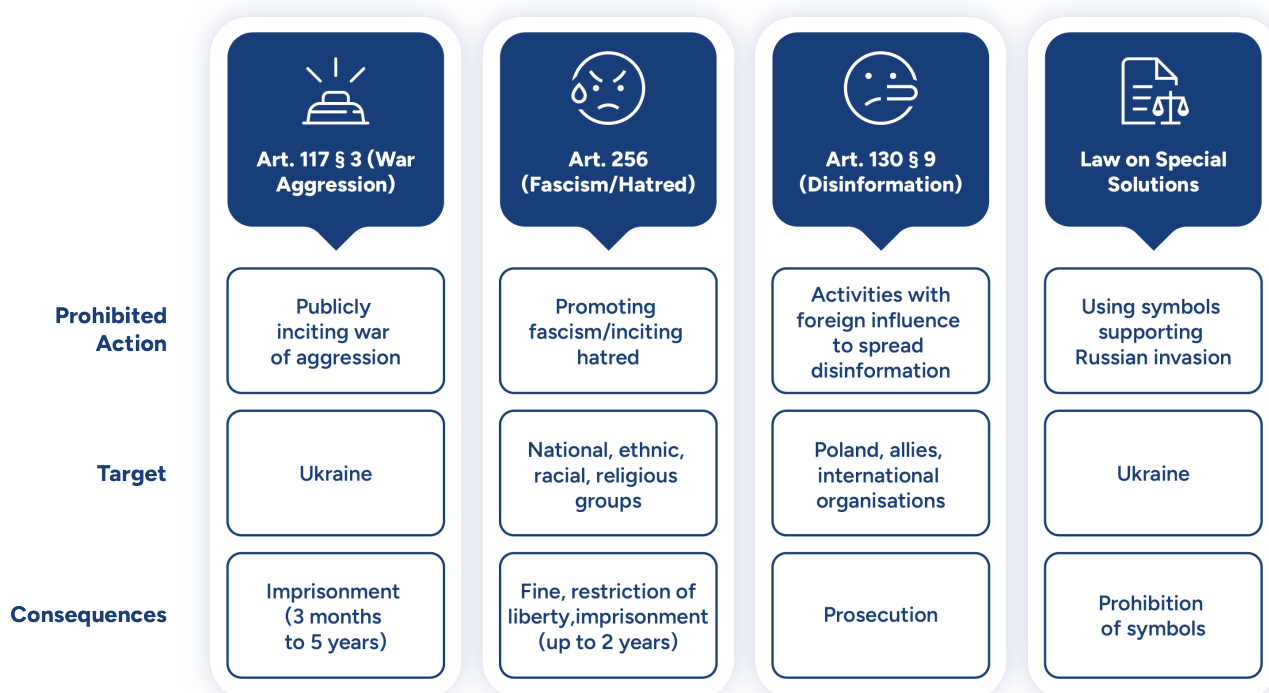 Art. 117 § 3 (War
Aggression)
Art. 256
(Fascism/Hatred)
Art. 130 § 9
(Disinformation)
Law on Special
Solutions
Prohibited
Action
Publicly
inciting war
of aggression
Promoting
fascism/inciting
hatred
Activities with
foreign influence
to spread
disinformation
Using symbols
supporting
Russian invasion
Target
Ukraine
National, ethnic,
racial, religious
groups
Poland, allies,
international
organisations
Ukraine
Consequences
Imprisonment
(3 months
to 5 years)
Fine, restriction of
liberty,imprisonment
(up to 2 years)
Prosecution
Prohibition
of symbols